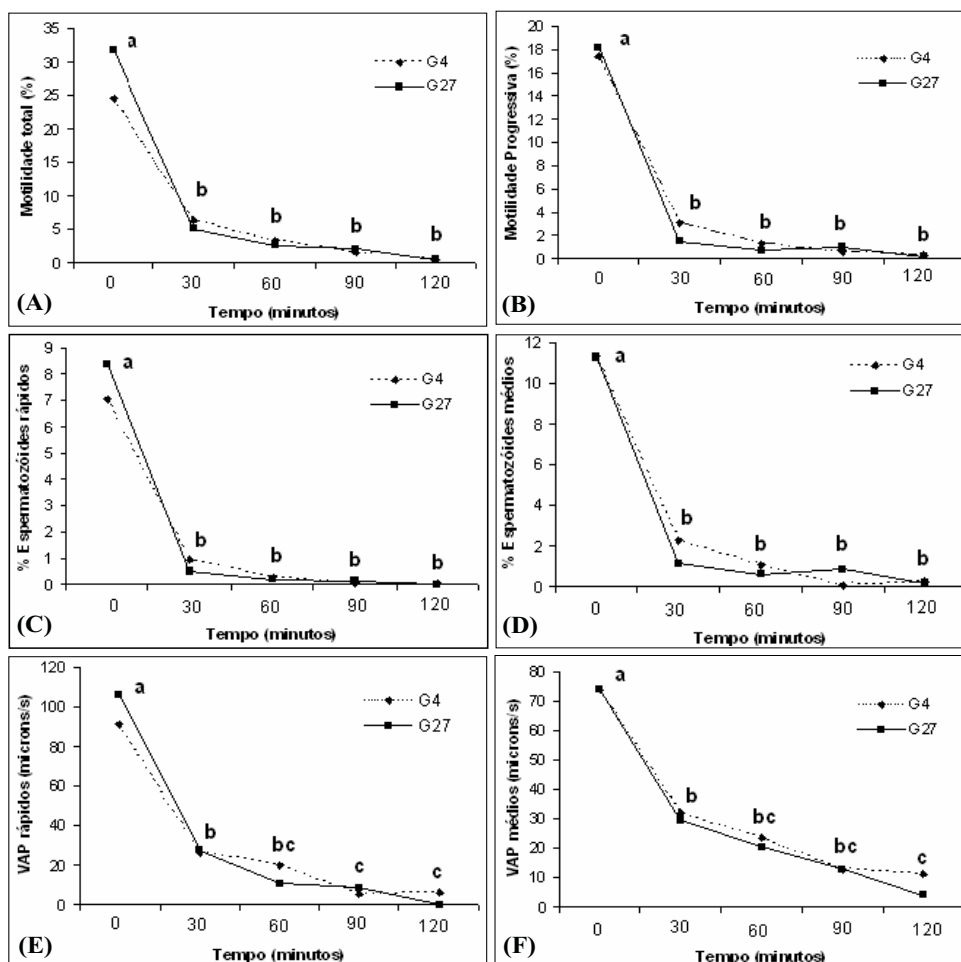 35
30
25
20
15
10
5
0
Motilidade total (%)
a
b
b
b
b
G4
G27
0 30 60 90 120
Tempo (minutos)
(A)
20
18
16
14
12
10
8
6
4
2
0
Motilidade Progressiva (%)
a
b
b
b
b
G4
G27
0 30 60 90 120
Tempo (minutos)
(B)
9
8
7
6
5
4
3
2
1
0
% Espermatozóides rápidos
a
b
b
b
b
G4
G27
0 30 60 90 120
Tempo (minutos)
(C)
12
10
8
6
4
2
0
% Espermatozóides médios
a
b
b
b
b
G4
G27
0 30 60 90 120
Tempo (minutos)
(D)
120
100
80
60
40
20
0
VAP rápidos (microns/s)
a
b
bc
c
c
G4
G27
0 30 60 90 120
Tempo (minutos)
(E)
80
70
60
50
40
30
20
10
0
VAP médios (microns/s)
a
b
bc
bc
c
G4
G27
0 30 60 90 120
Tempo (minutos)
(F)